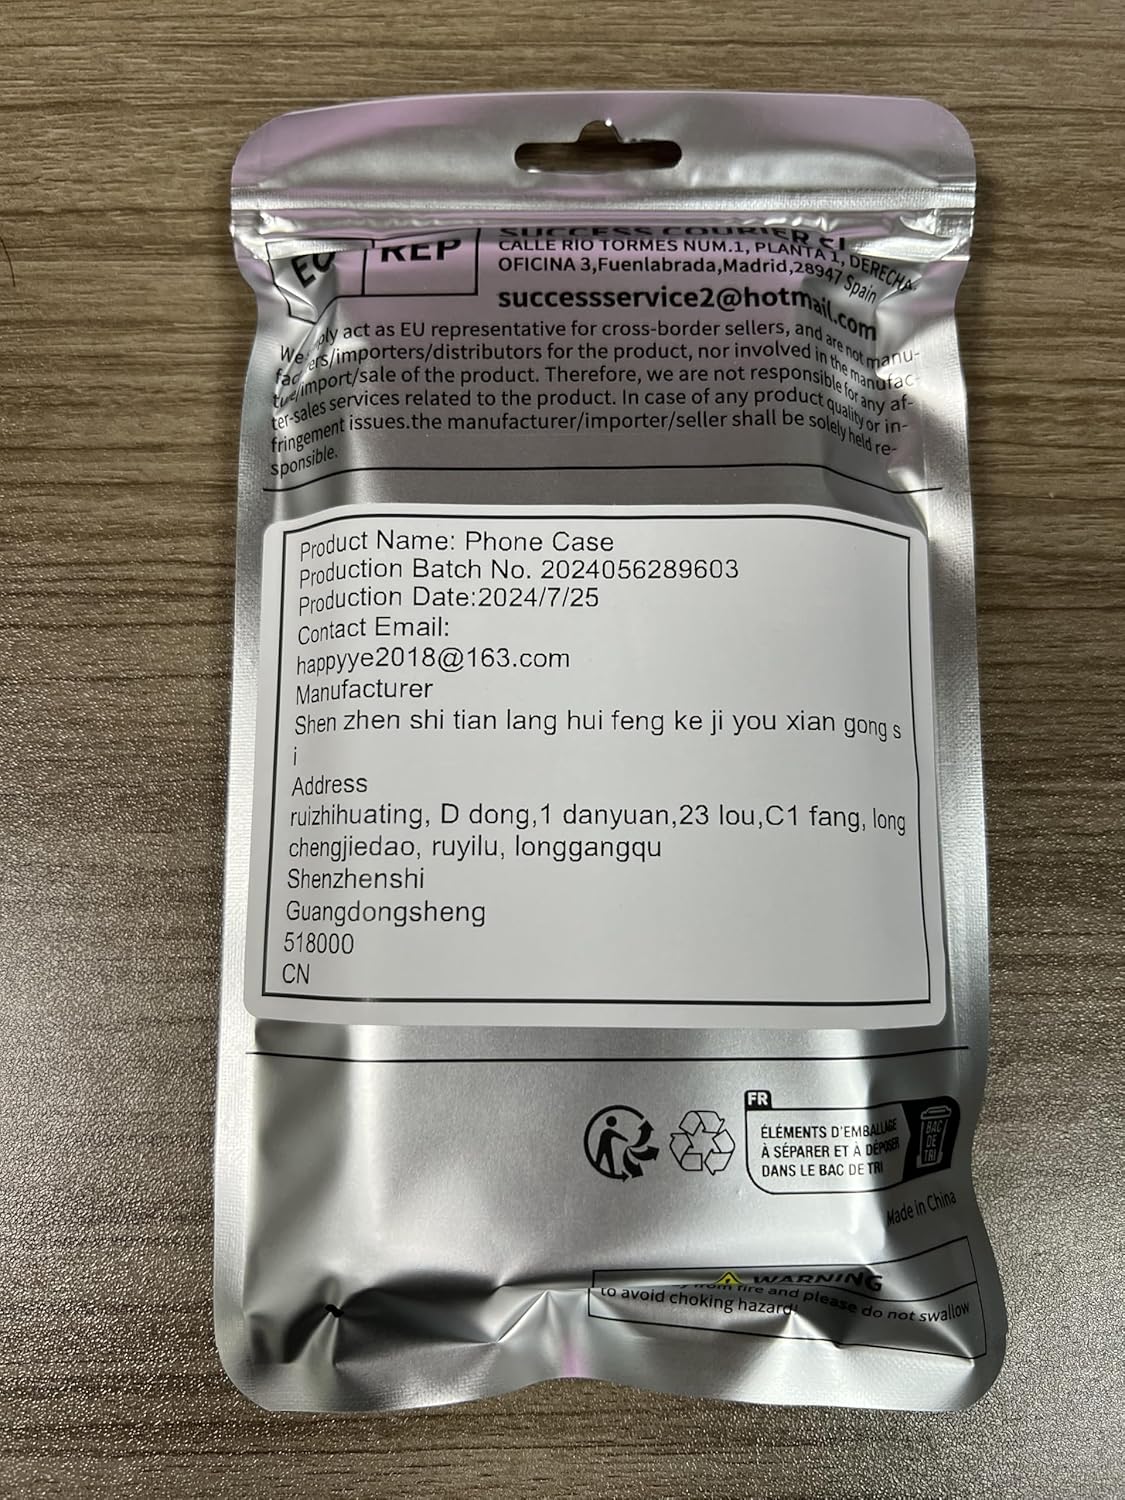 EC REP
SUCCESS COURIER SL
CALLE RIO TORMES NUM.1, PLANTA 1, DERECHA,
OFICINA 3,Fuenlabrada,Madrid,28947 Spain
successservice2@hotmail.com
We only act as EU representative for cross-border sellers, and are not manu-
facturers/importers/distributors for the product, nor involved in the manufac-
ture/import/sale of the product. Therefore, we are not responsible for any af-
ter-sales services related to the product. In case of any product quality or in-
fringement issues.the manufacturer/importer/seller shall be solely held re-
sponsible.
Product Name: Phone Case
Production Batch No. 2024056289603
Production Date:2024/7/25
Contact Email:
happyye2018@163.com
Manufacturer
Shen zhen shi tian lang hui feng ke ji you xian gong s
i
Address
ruizhihuating, D dong,1 danyuan,23 lou,C1 fang, long
chengjiedao, ruyilu, longgangqu
Shenzhenshi
Guangdongsheng
518000
CN
FR
ÉLÉMENTS D'EMBALLAGE
À SÉPARER ET À DÉPOSER
DANS LE BAC DE TRI
BAC
DE
TRI
Made in China
WARNING
from fire and please do not swallow
to avoid choking hazard!